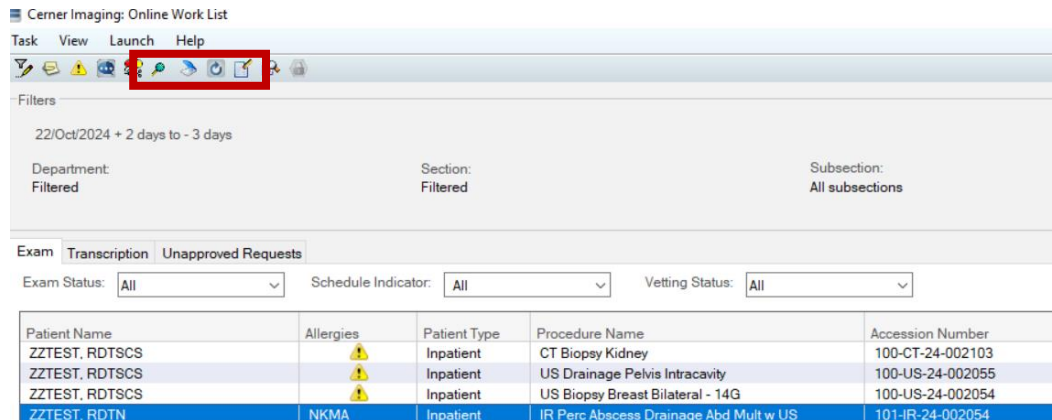 Cerner Imaging: Online Work List
Task View Launch Help
Filters
22/Oct/2024 + 2 days to - 3 days
Department: Section: Subsection:
Filtered Filtered All subsections
Exam Transcription Unapproved Requests
Exam Status: All Schedule Indicator: All Vetting Status: All
Patient Name Allergies Patient Type Procedure Name Accession Number
ZZTEST, RDTSCS Inpatient CT Biopsy Kidney 100-CT-24-002103
ZZTEST, RDTSCS Inpatient US Drainage Pelvis Intracavity 100-US-24-002055
ZZTEST, RDTSCS Inpatient US Biopsy Breast Bilateral - 14G 100-US-24-002054
ZZTEST, RDTN NKMA Inpatient IR Perc Abscess Drainage Abd Mult w US 101-IR-24-002054